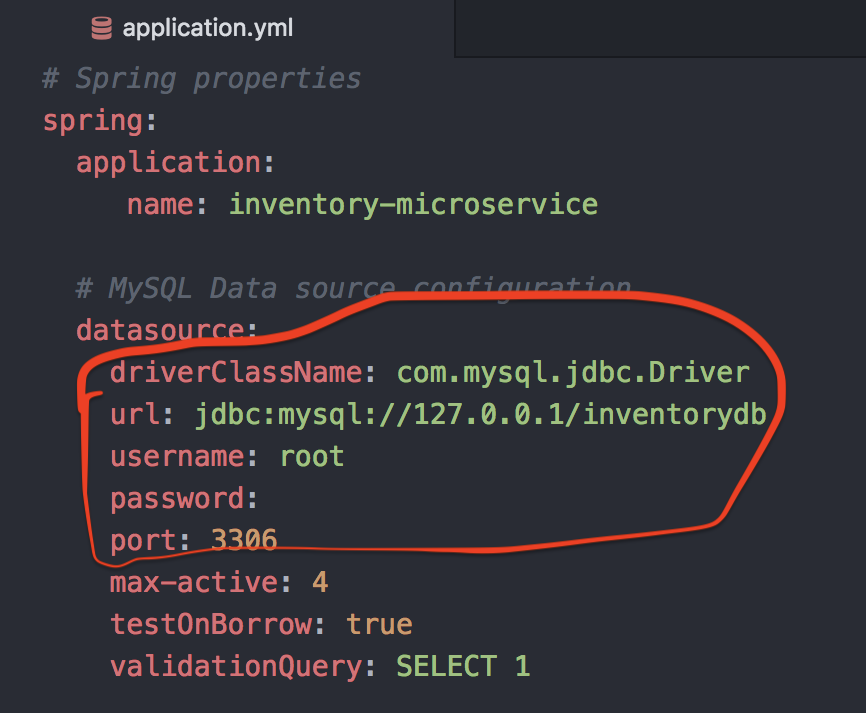 application.yml
# Spring properties
spring:
application:
name: inventory-microservice
# MySQL Data source configuration
datasource:
driverClassName: com.mysql.jdbc.Driver
url: jdbc:mysql://127.0.0.1/inventorydb
username: root
password:
port: 3306
max-active: 4
testOnBorrow: true
validationQuery: SELECT 1